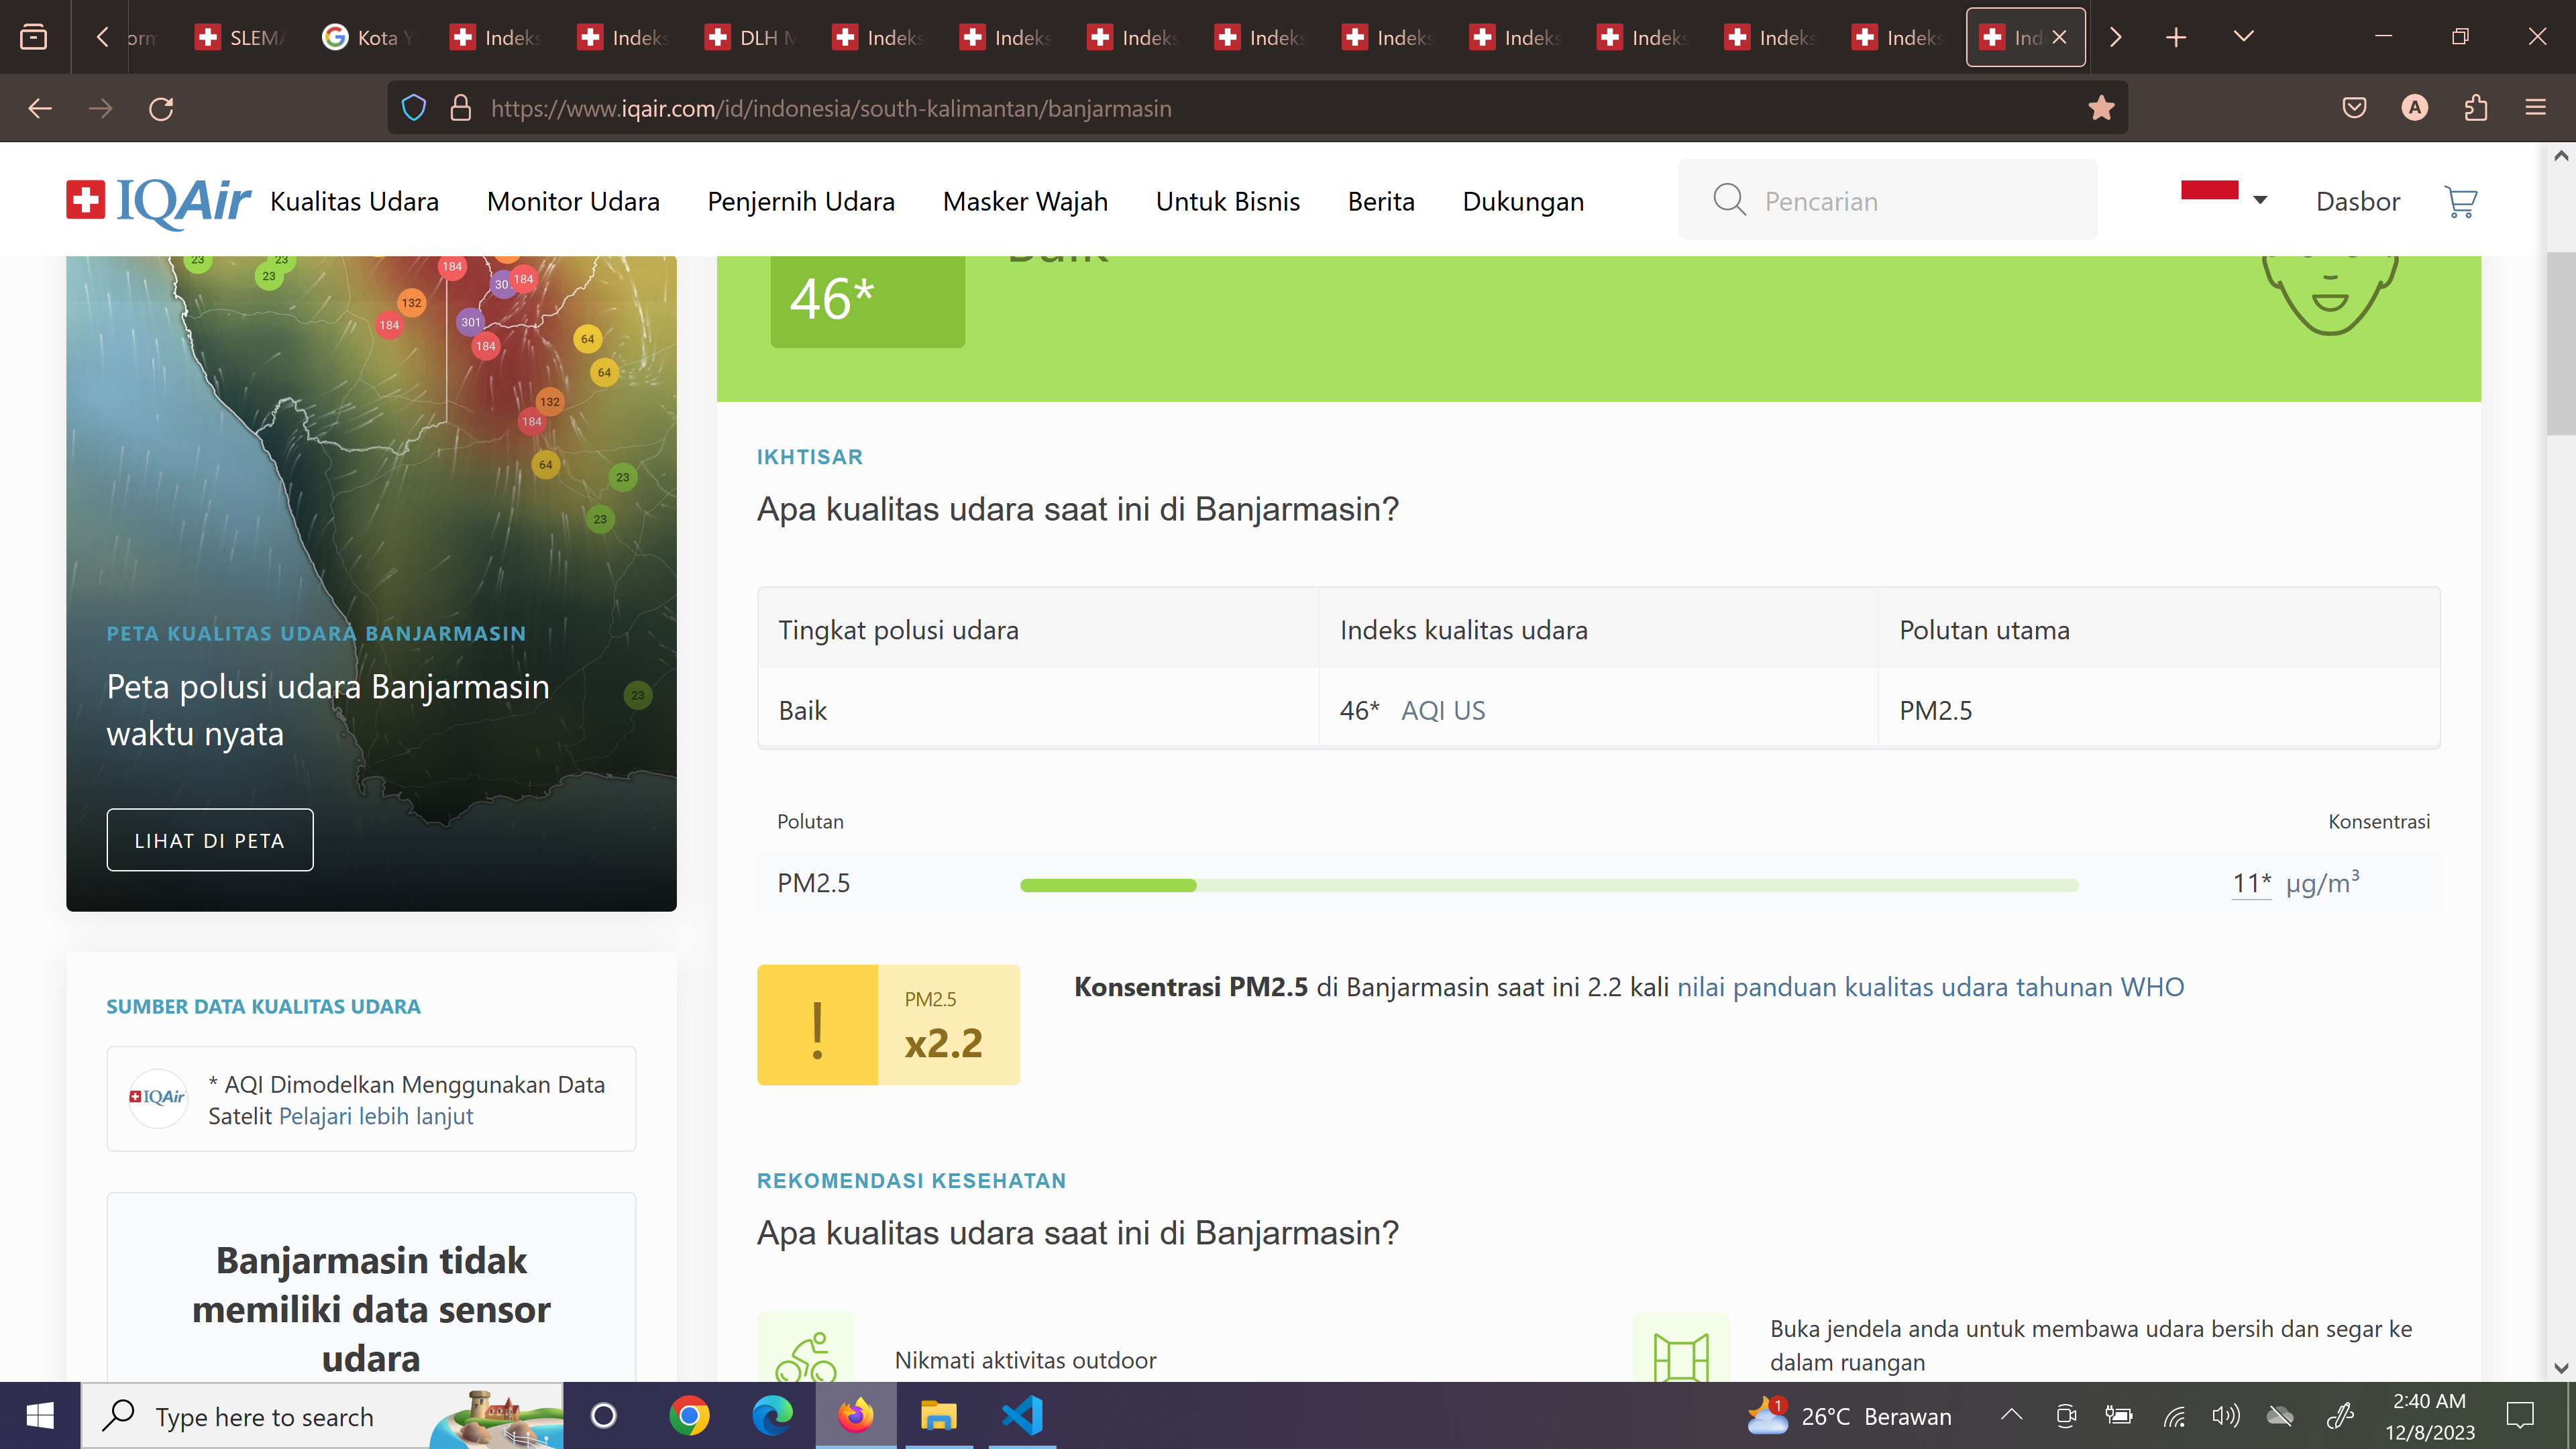 SLEMA
Kota Y
Indeks
Indeks
DLH M
Indeks
Indeks
Indeks
Indeks
Indeks
Indeks
Indeks
Indeks
Indeks
Ind
https://www.iqair.com/id/indonesia/south-kalimantan/banjarmasin
A
IQAir
Kualitas Udara
Monitor Udara
Penjernih Udara
Masker Wajah
Untuk Bisnis
Berita
Dukungan
Pencarian
Dasbor
23
23
23
184
184
132
184
301
184
64
64
132
184
64
23
23
23
PETA KUALITAS UDARA BANJARMASIN
Peta polusi udara Banjarmasin
waktu nyata
LIHAT DI PETA
SUMBER DATA KUALITAS UDARA
IQAir
* AQI Dimodelkan Menggunakan Data
Satelit Pelajari lebih lanjut
Banjarmasin tidak
memiliki data sensor
udara
Baik
46*
IKHTISAR
Apa kualitas udara saat ini di Banjarmasin?
Tingkat polusi udara
Indeks kualitas udara
Polutan utama
Baik
46* AQI US
PM2.5
Polutan
Konsentrasi
PM2.5
11* µg/m³
!
PM2.5
x2.2
Konsentrasi PM2.5 di Banjarmasin saat ini 2.2 kali nilai panduan kualitas udara tahunan WHO
REKOMENDASI KESEHATAN
Apa kualitas udara saat ini di Banjarmasin?
Nikmati aktivitas outdoor
Buka jendela anda untuk membawa udara bersih dan segar ke
dalam ruangan
Type here to search
1
26°C Berawan
2:40 AM
12/8/2023